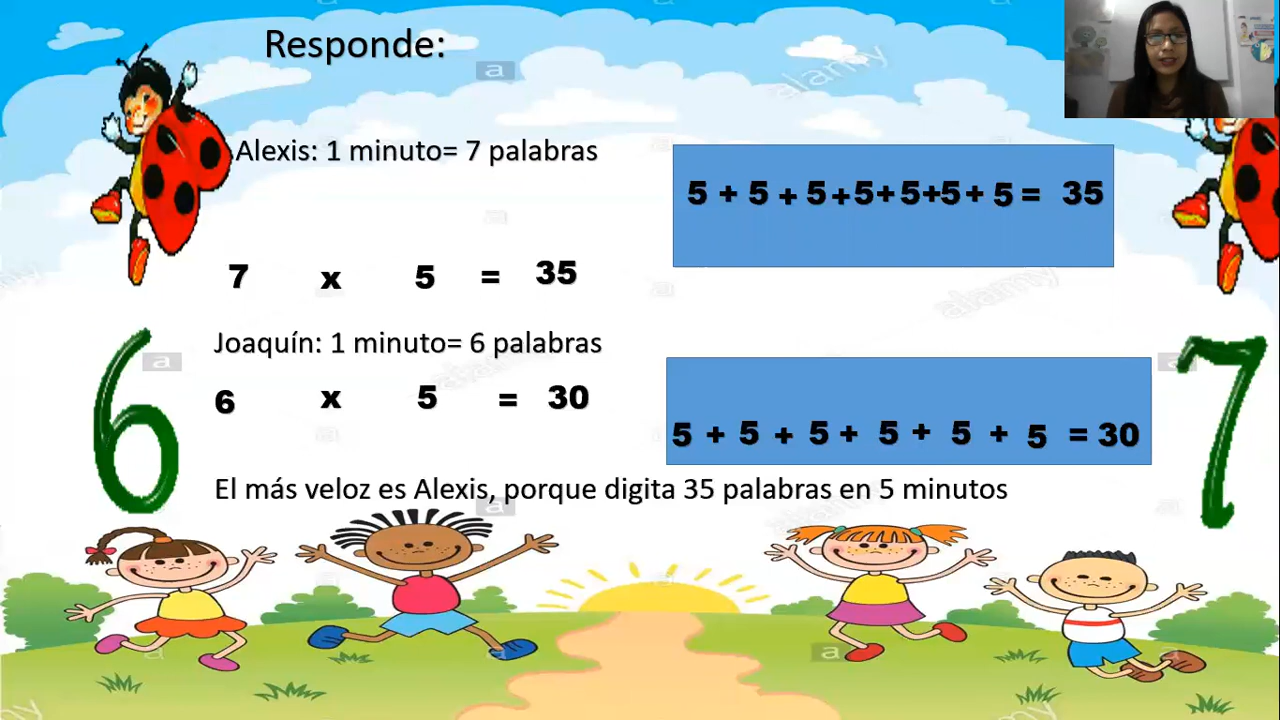 Responde:
Alexis: 1 minuto= 7 palabras
5 + 5 + 5 + 5 + 5 + 5 + 5 = 35
7 x 5 = 35
Joaquín: 1 minuto= 6 palabras
6 x 5 = 30
5 + 5 + 5 + 5 + 5 + 5 = 30
El más veloz es Alexis, porque digita 35 palabras en 5 minutos
6
7
alamy
a